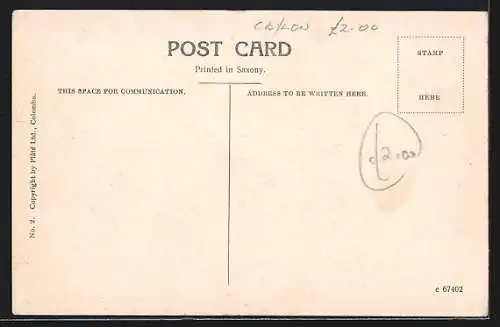 CEYLON £2.00
POST CARD
Printed in Saxony.
STAMP
HERE
THIS SPACE FOR COMMUNICATION.
ADDRESS TO BE WRITTEN HERE.
£2.00
No. 2. Copyright by Plâté Ltd., Colombo.
e 67402